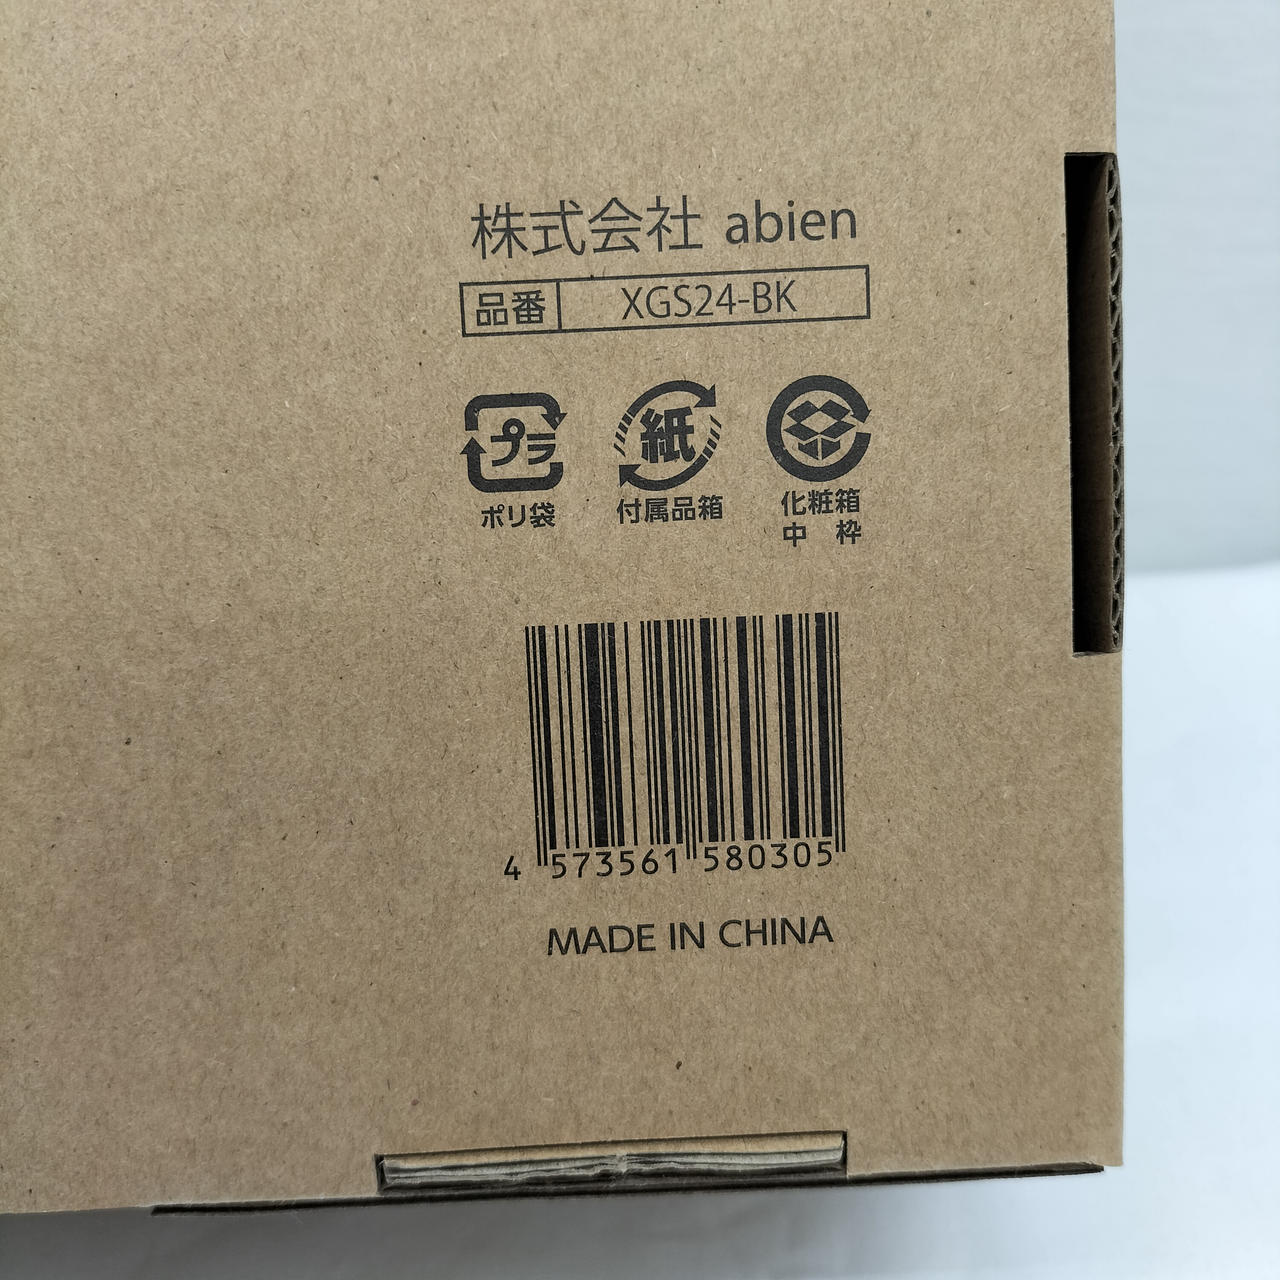 株式会社 abien
品番 XGS24-BK
プラ 紙
ポリ袋 付属品箱 化粧箱
中 枠
4 573561 580305
MADE IN CHINA